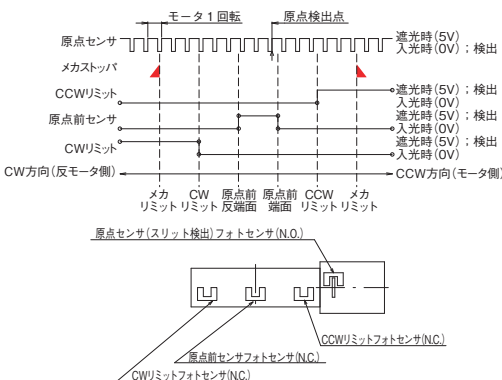 モータ1回転
原点検出点
原点センサ
遮光時(5V)
入光時(0V);検出
メカストッパ
CCWリミット
遮光時(5V);検出
入光時(0V)
原点前センサ
遮光時(5V);検出
入光時(0V)
CWリミット
遮光時(5V);検出
入光時(0V)
CW方向(反モータ側)
CCW方向(モータ側)
メカ
リミット
CW
リミット
原点前
反端面
原点前
端面
CCW
リミット
メカ
リミット
原点センサ(スリット検出)フォトセンサ(N.O.)
CCWリミットフォトセンサ(N.C.)
原点前センサフォトセンサ(N.C.)
CWリミットフォトセンサ(N.C.)